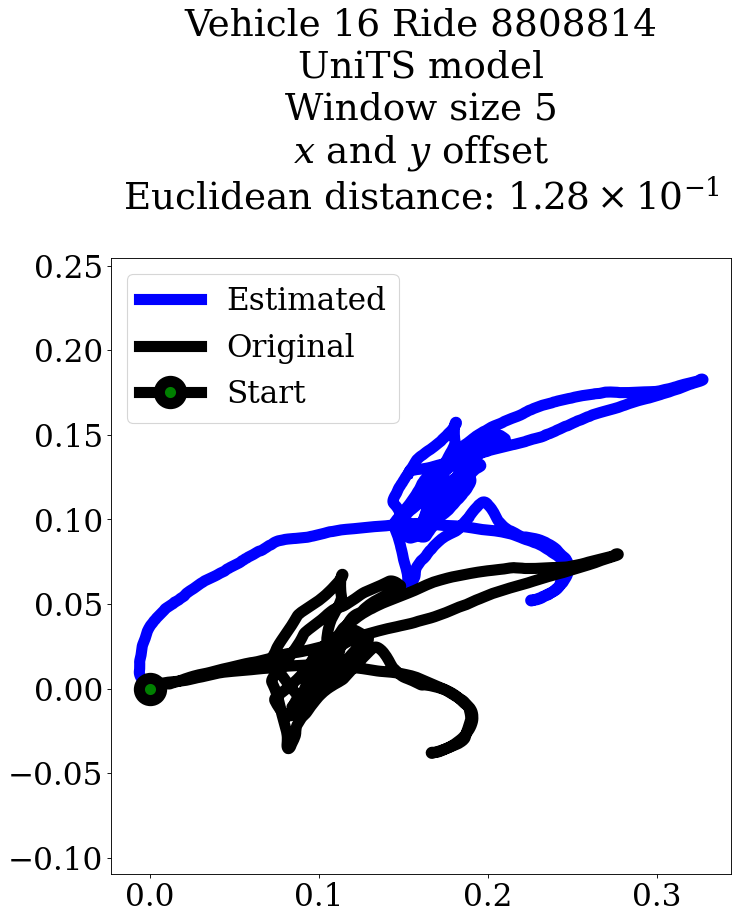 Vehicle 16 Ride 8808814
UniTS model
Window size 5
x and y offset
Euclidean distance: 1.28 × 10⁻¹
0.25
0.20
0.15
0.10
0.05
0.00
−0.05
−0.10
Estimated
Original
Start
0.0 0.1 0.2 0.3